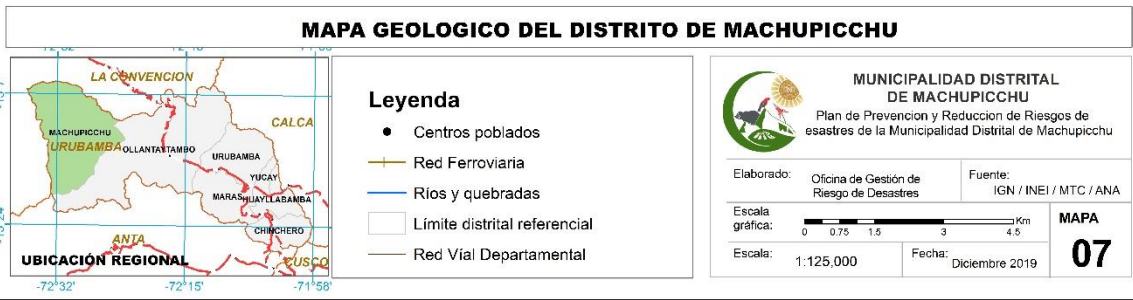 MAPA GEOLOGICO DEL DISTRITO DE MACHUPICCHU
LA CONVENCION
CALCA
MACHUPICCHU
URUBAMBA
OLLANTAYTAMBO
URUBAMBA
YUCAY
MARAS
HUAYLLABAMBA
CHINCHERO
ANTA
CUSCO
UBICACIÓN REGIONAL
-72°32'
-72°15'
-71°58'
Leyenda
Centros poblados
Red Ferroviaria
Ríos y quebradas
Límite distrital referencial
Red Víal Departamental
MUNICIPALIDAD DISTRITAL
DE MACHUPICCHU
Plan de Prevencion y Reduccion de Riesgos de
esastres de la Municipalidad Distrital de Machupicchu
Elaborado:
Oficina de Gestión de
Riesgo de Desastres
Fuente:
IGN / INEI / MTC / ANA
Escala
gráfica:
Km
0 0.75 1.5 3 4.5
Escala:
1:125,000
Fecha:
Diciembre 2019
MAPA
07